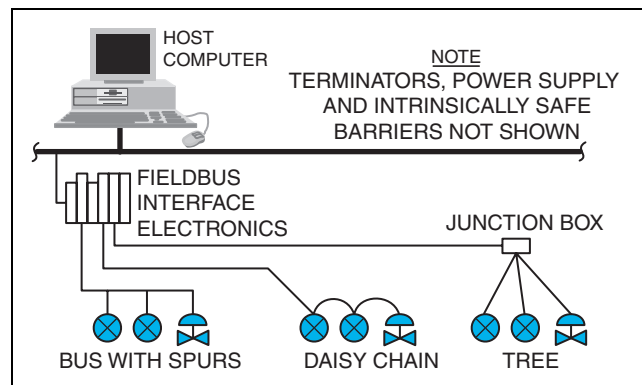 HOST
COMPUTER
NOTE
TERMINATORS, POWER SUPPLY
AND INTRINSICALLY SAFE
BARRIERS NOT SHOWN
FIELDBUS
INTERFACE
ELECTRONICS
JUNCTION BOX
BUS WITH SPURS
DAISY CHAIN
TREE